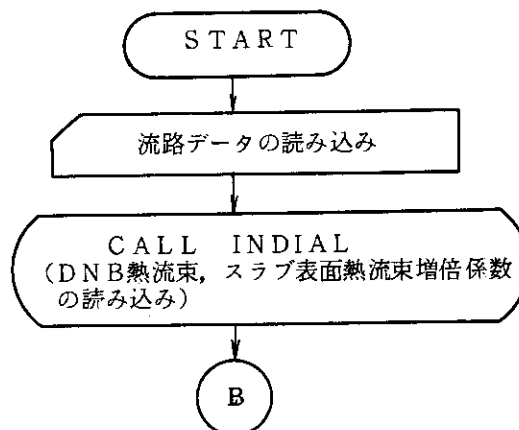 START
流路データの読み込み
CALL INDIAL
(DNB熱流束,スラブ表面熱流束増倍係数
の読み込み)
B